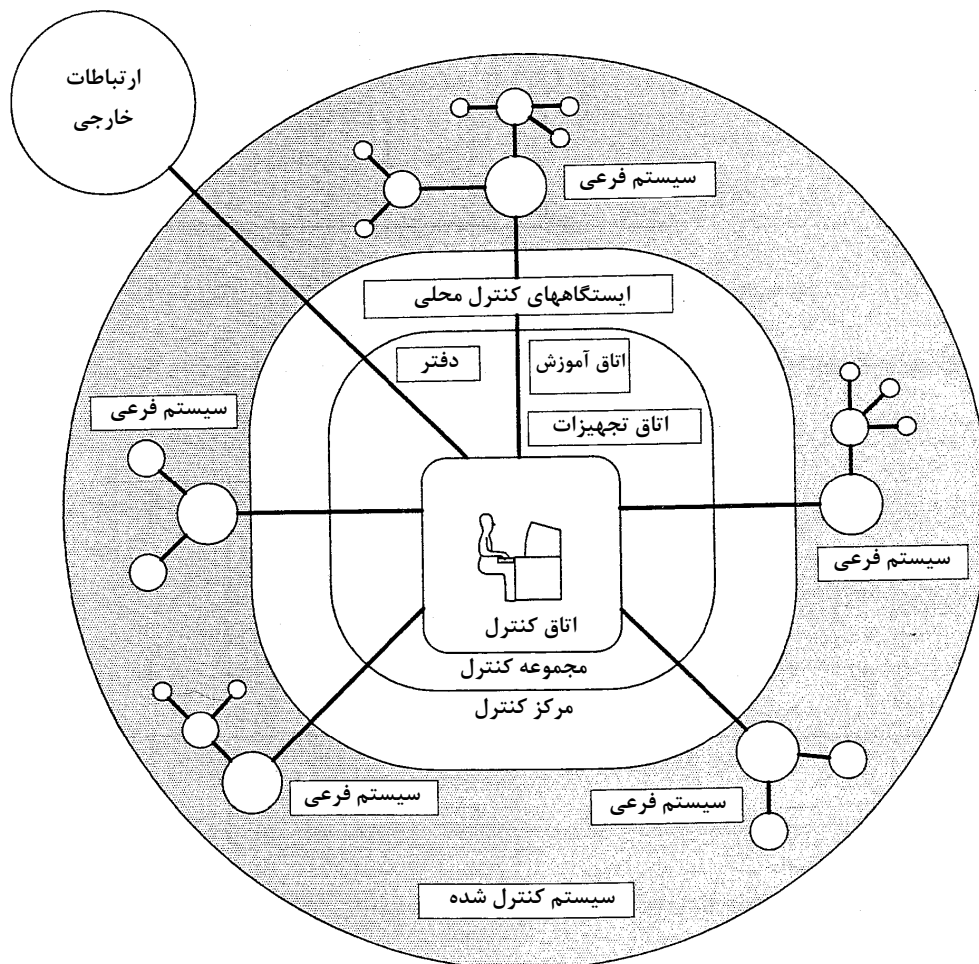 ارتباطات
خارجی
سیستم فرعی
ایستگاههای کنترل محلی
دفتر
اتاق آموزش
اتاق تجهیزات
سیستم فرعی
سیستم فرعی
اتاق کنترل
مجموعه کنترل
مرکز کنترل
سیستم فرعی
سیستم فرعی
سیستم کنترل شده